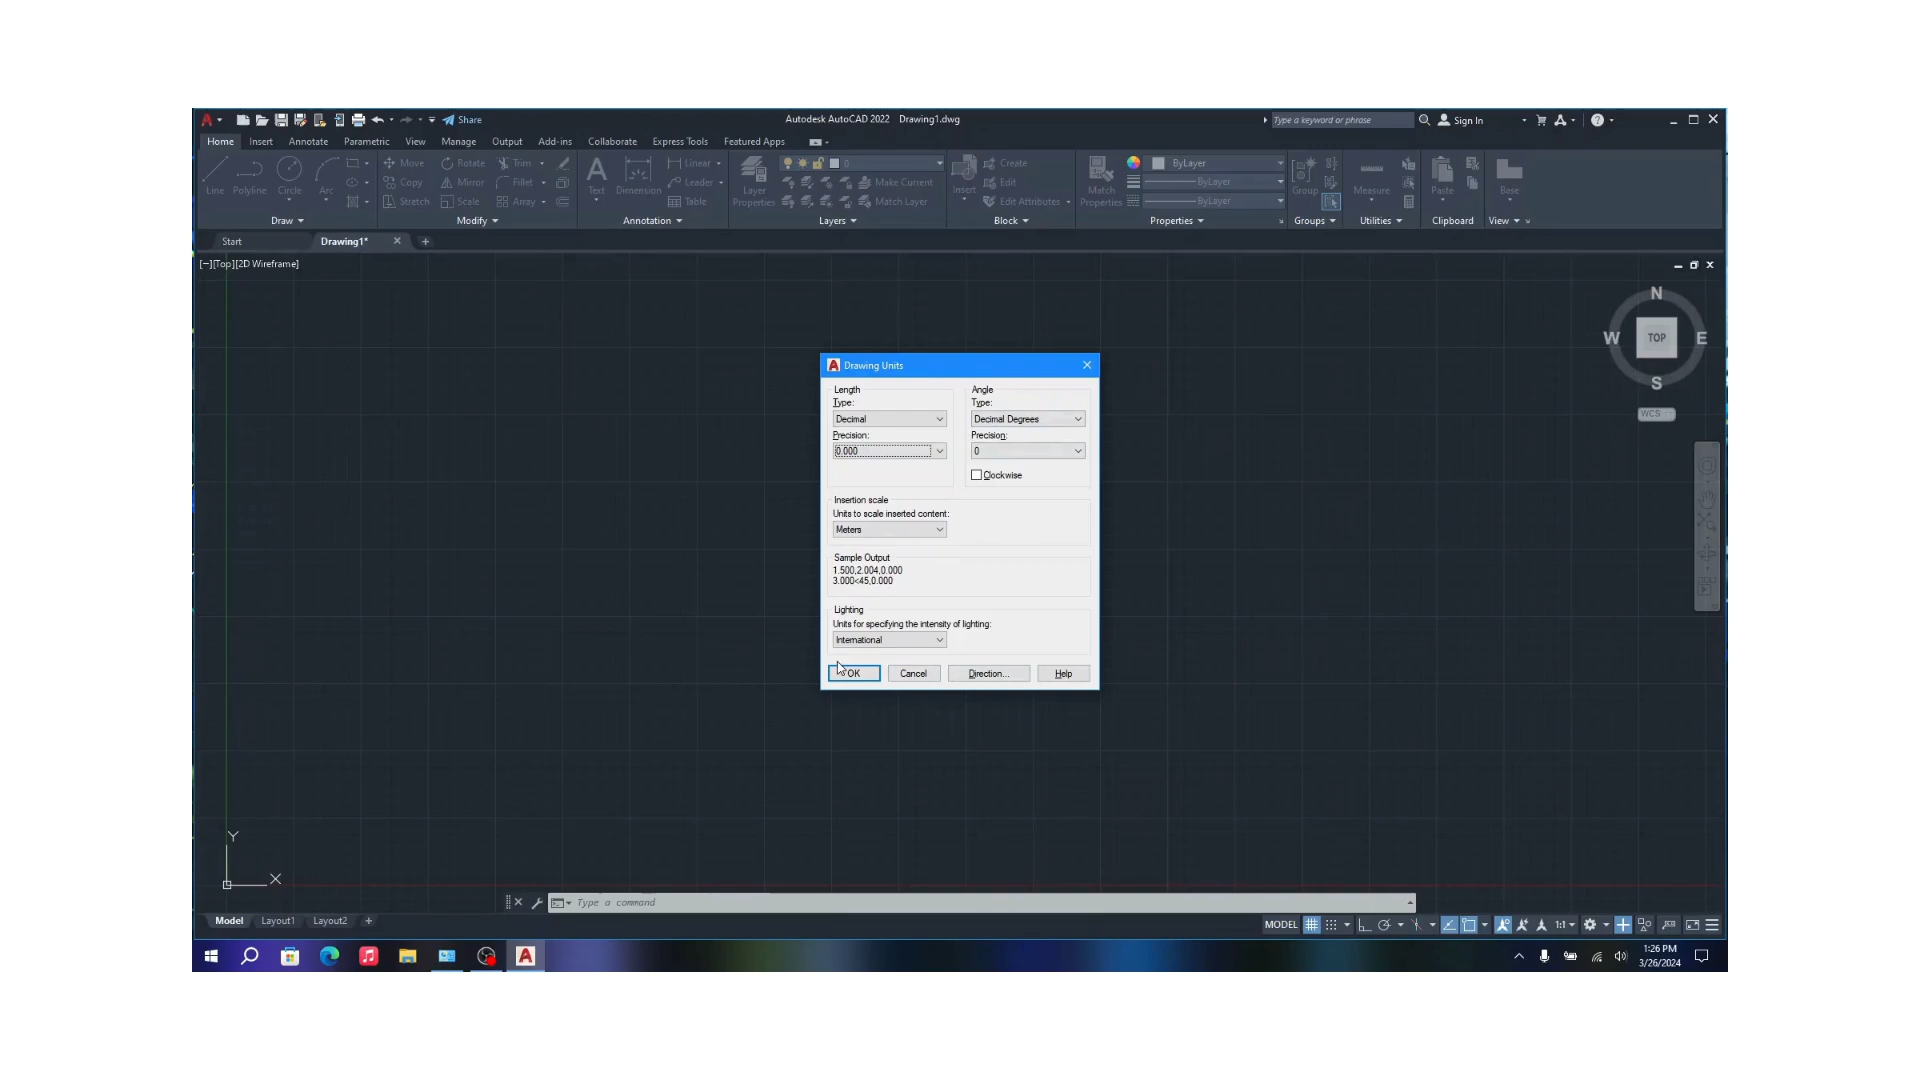 Share
Autodesk AutoCAD 2022 Drawing1.dwg
Type a keyword or phrase
Sign In
Home Insert Annotate Parametric View Manage Output Add-ins Collaborate Express Tools Featured Apps
Move Rotate Trim
Linear
0
Create
ByLayer
Copy Mirror Fillet
Leader
Make Current
Edit
ByLayer
Line Polyline Circle Arc
Text Dimension
Layer
Insert
Match
Group
Measure
Paste
Base
Stretch Scale Array
Table
Properties
Match Layer
Edit Attributes
Properties
ByLayer
Draw Modify Annotation Layers Block Properties Groups Utilities Clipboard View
Start Drawing1*
[−][Top][2D Wireframe]
N
W TOP E
S
WCS
Drawing Units
Length Angle
Type: Type:
Decimal Decimal Degrees
Precision: Precision:
0.000 0
Clockwise
Insertion scale
Units to scale inserted content:
Meters
Sample Output
1.500,2.004,0.000
3.000<45,0.000
Lighting
Units for specifying the intensity of lighting:
International
OK Cancel Direction... Help
Y
X
Type a command
Model Layout1 Layout2
MODEL 1:1
1:26 PM
3/26/2024